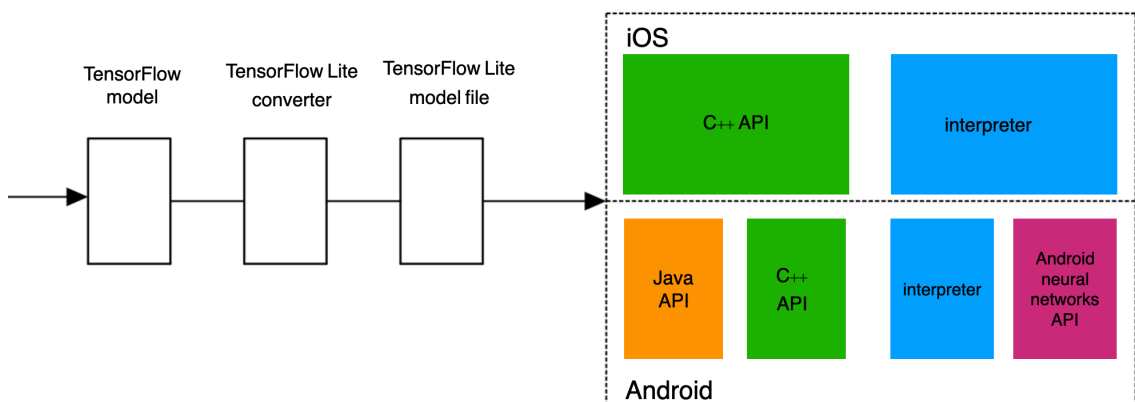 TensorFlow
model
TensorFlow Lite
converter
TensorFlow Lite
model file
iOS
C++ API
interpreter
Java
API
C++
API
interpreter
Android
neural
networks
API
Android